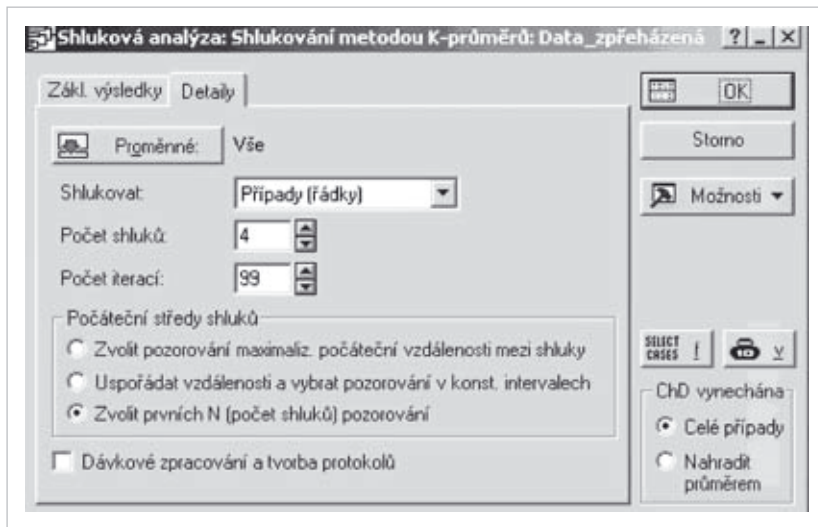 Shluková analýza: Shlukování metodou K-průměrů: Data_zpřeházená
Zákl. výsledky
Detaily
OK
Proměnné:
Vše
Storno
Shlukovat:
Případy (řádky)
Možnosti
Počet shluků:
4
Počet iterací:
99
Počáteční středy shluků
Zvolit pozorování maximaliz. počáteční vzdálenosti mezi shluky
Uspořádat vzdálenosti a vybrat pozorování v konst. intervalech
Zvolit prvních N (počet shluků) pozorování
Dávkové zpracování a tvorba protokolů
SELECT
CASES
ChD vynechána
Celé případy
Nahradit
průměrem